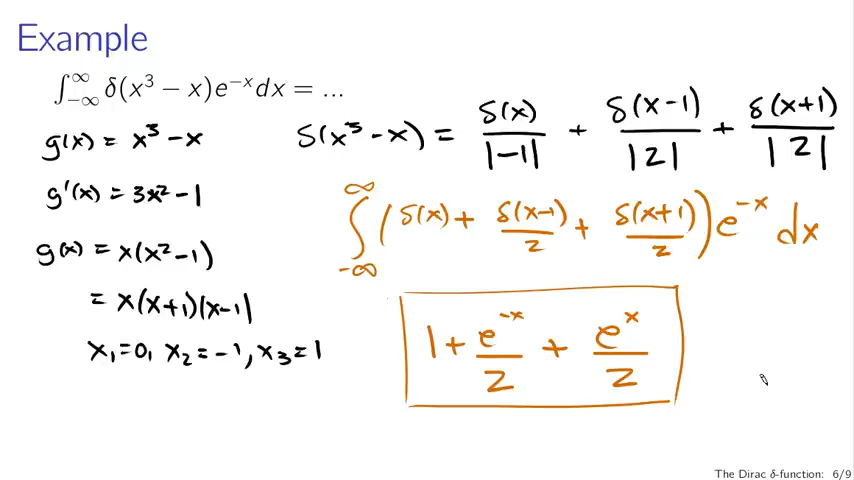 Example
∫_{-∞}^{∞} δ(x³ − x)e^{−x}dx = ...
g(x) = x³ − x
δ(x³ − x) = δ(x)/|−1| + δ(x−1)/|2| + δ(x+1)/|2|
g'(x) = 3x² − 1
∫_{-∞}^{∞} (δ(x) + δ(x−1)/2 + δ(x+1)/2) e^{−x} dx
g(x) = x(x² − 1)
= x(x+1)(x−1)
x₁ = 0, x₂ = −1, x₃ = 1
1 + e^{−x}/2 + e^{x}/2
The Dirac δ-function: 6/9